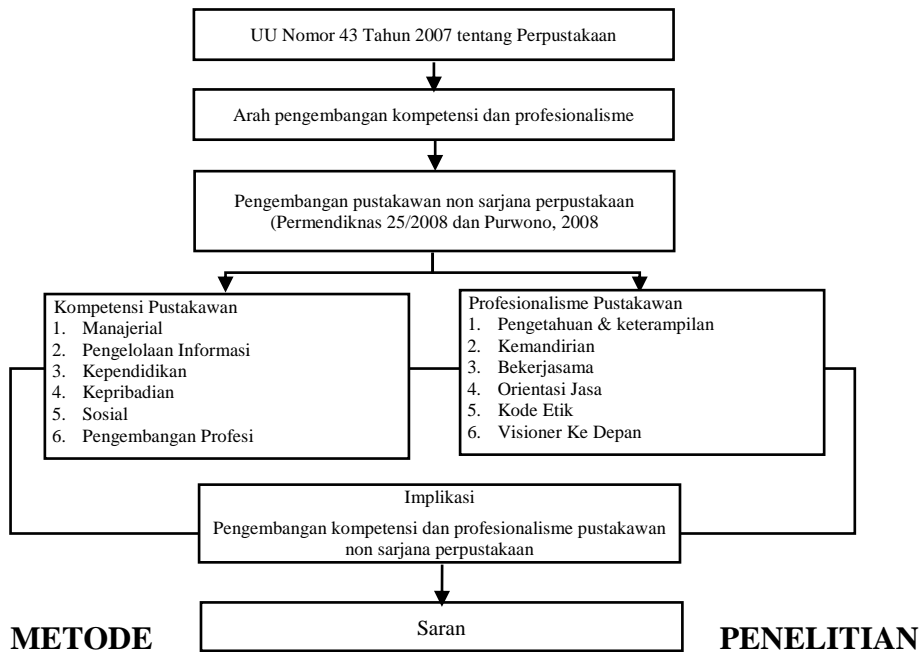 UU Nomor 43 Tahun 2007 tentang Perpustakaan
Arah pengembangan kompetensi dan profesionalisme
Pengembangan pustakawan non sarjana perpustakaan
(Permendiknas 25/2008 dan Purwono, 2008
Kompetensi Pustakawan
1. Manajerial
2. Pengelolaan Informasi
3. Kependidikan
4. Kepribadian
5. Sosial
6. Pengembangan Profesi
Profesionalisme Pustakawan
1. Pengetahuan & keterampilan
2. Kemandirian
3. Bekerjasama
4. Orientasi Jasa
5. Kode Etik
6. Visioner Ke Depan
Implikasi
Pengembangan kompetensi dan profesionalisme pustakawan
non sarjana perpustakaan
Saran
METODE PENELITIAN